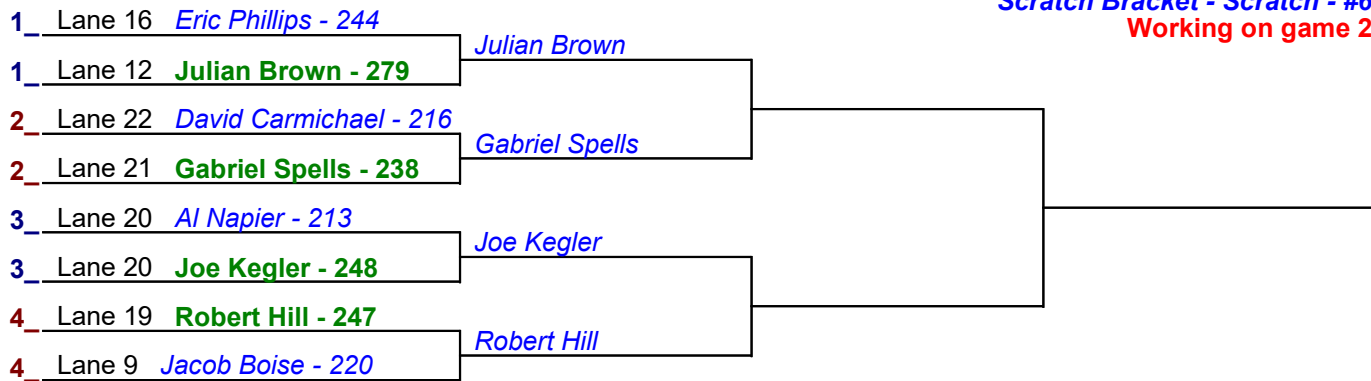 Scratch Bracket - Scratch - #6
Working on game 2
1_ Lane 16 Eric Phillips - 244
1_ Lane 12 Julian Brown - 279
2_ Lane 22 David Carmichael - 216
2_ Lane 21 Gabriel Spells - 238
3_ Lane 20 Al Napier - 213
3_ Lane 20 Joe Kegler - 248
4_ Lane 19 Robert Hill - 247
4_ Lane 9 Jacob Boise - 220
Julian Brown
Gabriel Spells
Joe Kegler
Robert Hill